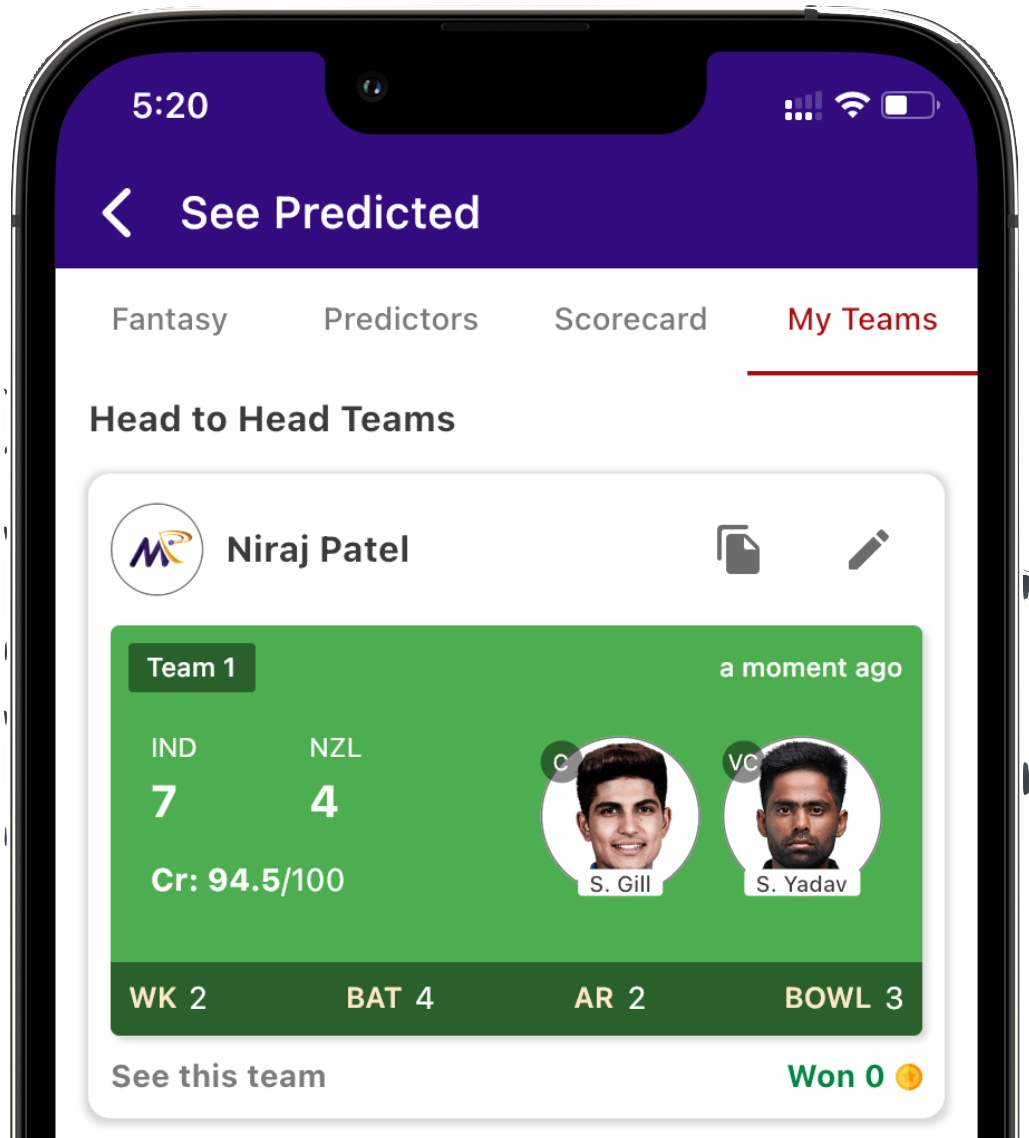 5:20
See Predicted
Fantasy Predictors Scorecard My Teams
Head to Head Teams
Niraj Patel
Team 1 a moment ago
IND NZL
7 4
C VC
Cr: 94.5/100
S. Gill S. Yadav
WK 2 BAT 4 AR 2 BOWL 3
See this team Won 0